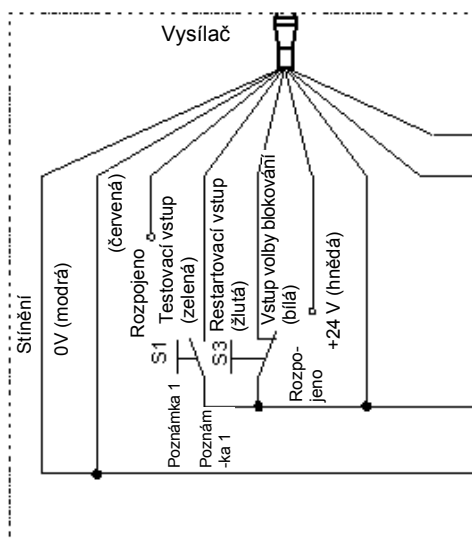 Vysílač
Stínění
0V (modrá)
(červená)
Rozpojeno
Testovací vstup
(zelená)
Restartovací vstup
(žlutá)
Vstup volby blokování
(bílá)
+24 V (hnědá)
S1
S3
Rozpo-
jeno
Poznámka 1
Poznám
-ka 1